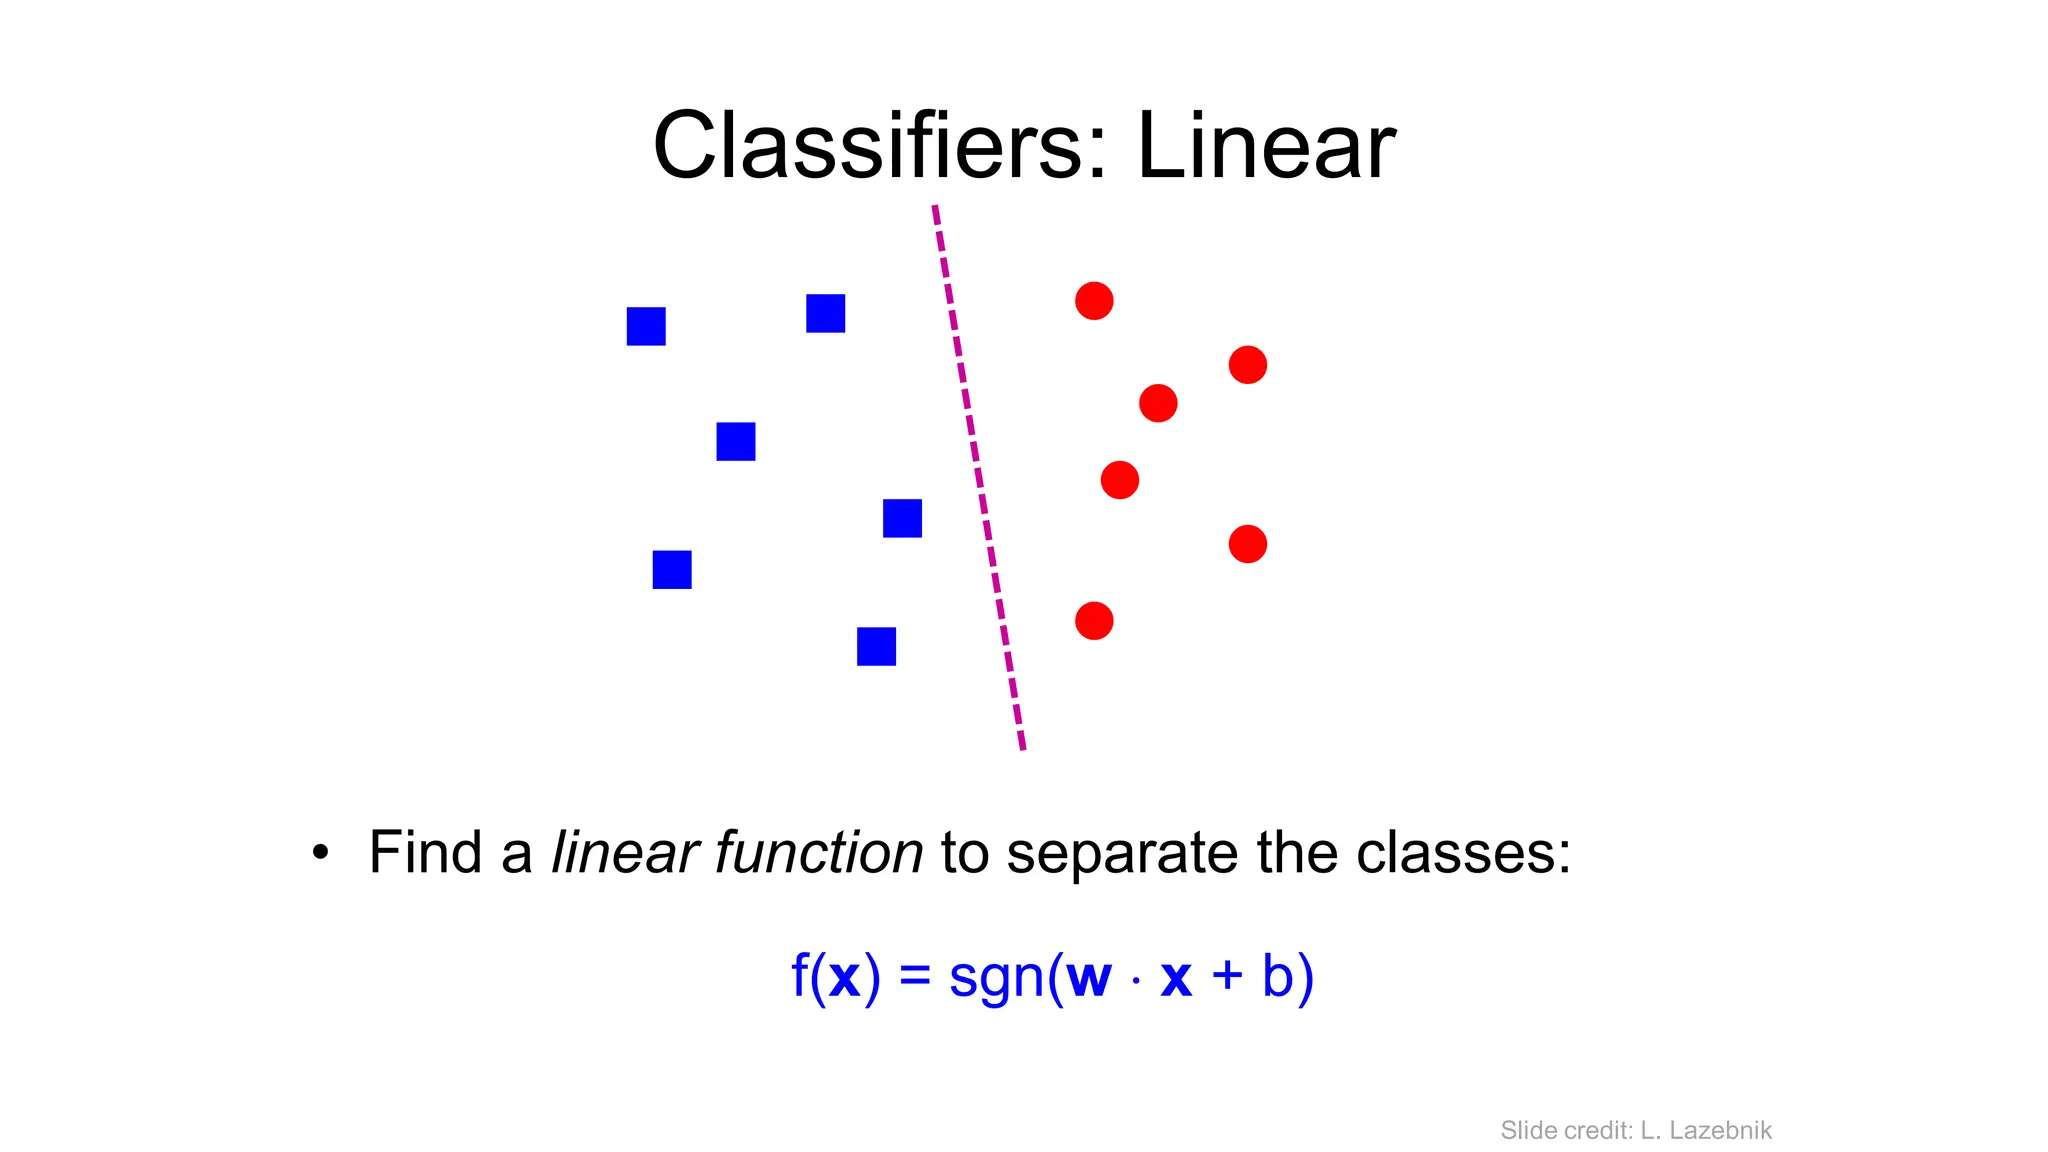 Classifiers: Linear
• Find a linear function to separate the classes:
f(x) = sgn(w · x + b)
Slide credit: L. Lazebnik